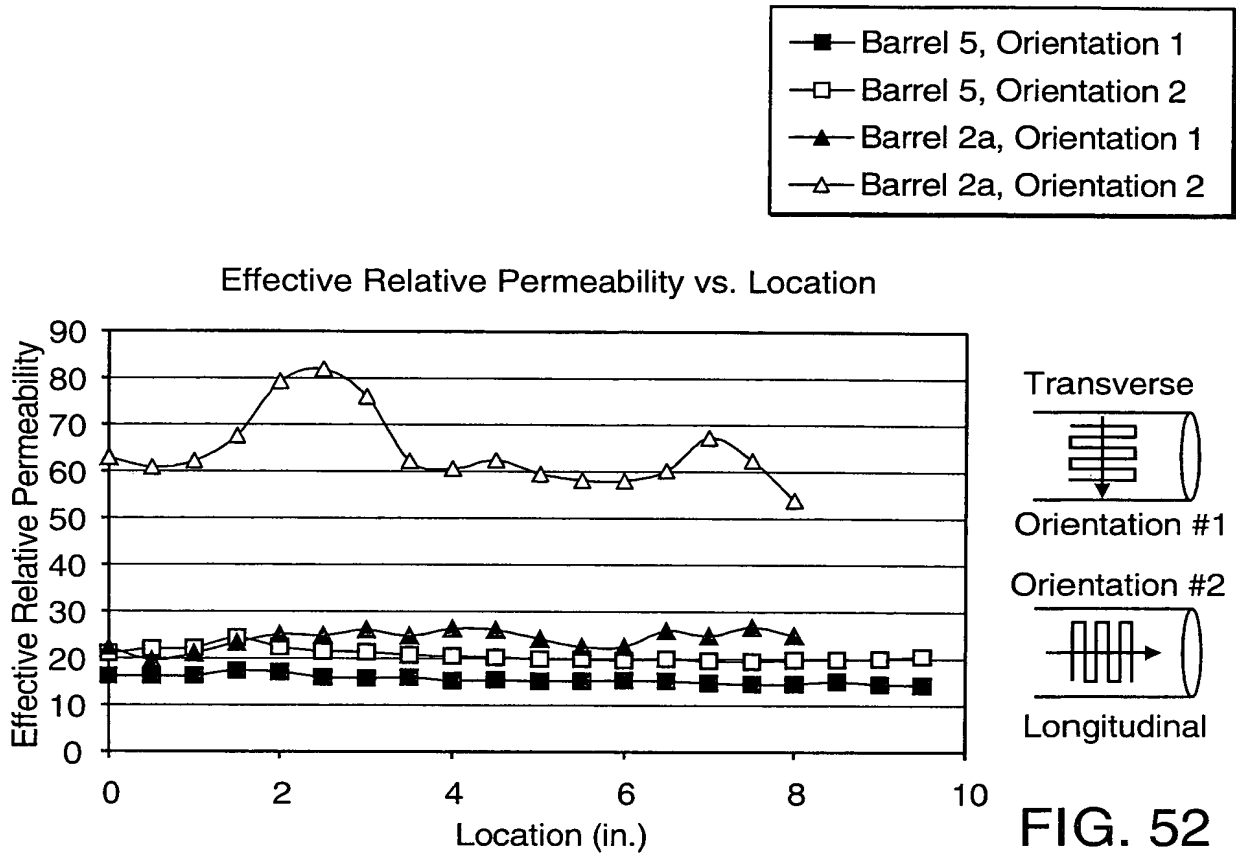 Barrel 5, Orientation 1
Barrel 5, Orientation 2
Barrel 2a, Orientation 1
Barrel 2a, Orientation 2
Effective Relative Permeability vs. Location
Effective Relative Permeability
90
80
70
60
50
40
30
20
10
0
0 2 4 6 8 10
Location (in.)
Transverse
Orientation #1
Orientation #2
Longitudinal
FIG. 52